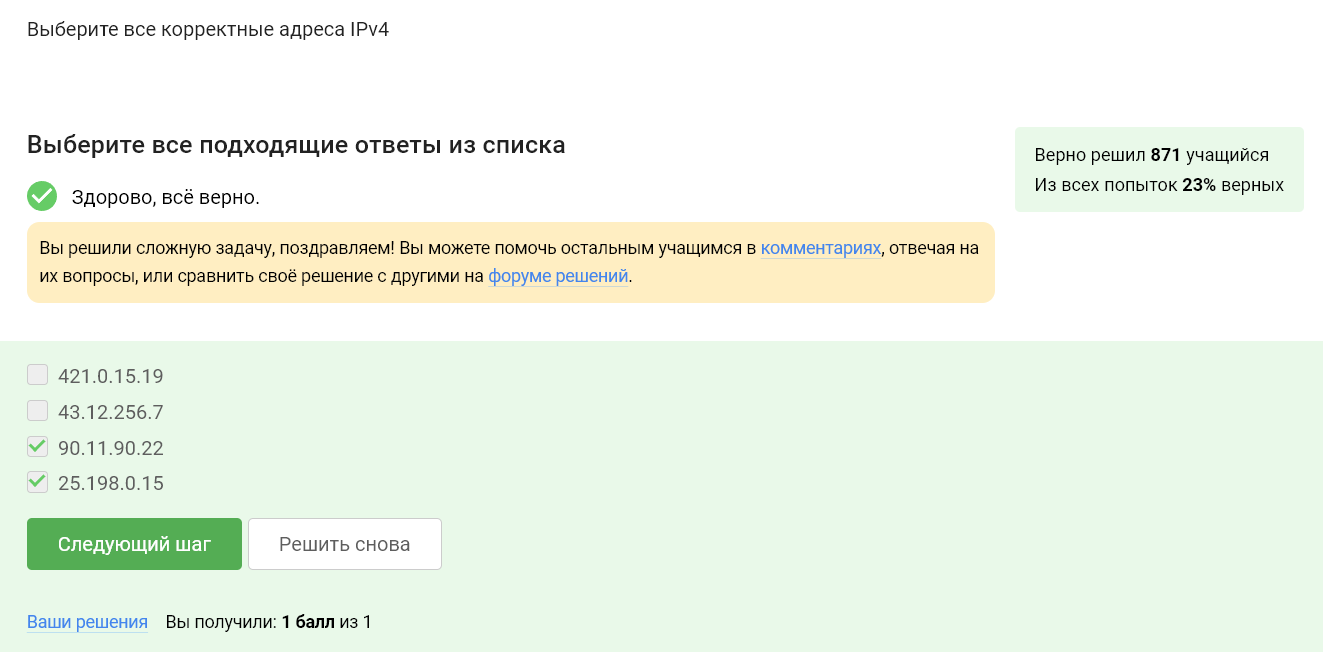 Выберите все корректные адреса IPv4
Выберите все подходящие ответы из списка
Здорово, всё верно.
Верно решил 871 учащийся
Из всех попыток 23% верных
Вы решили сложную задачу, поздравляем! Вы можете помочь остальным учащимся в комментариях, отвечая на
их вопросы, или сравнить своё решение с другими на форуме решений.
421.0.15.19
43.12.256.7
90.11.90.22
25.198.0.15
Следующий шаг
Решить снова
Ваши решения
Вы получили: 1 балл из 1